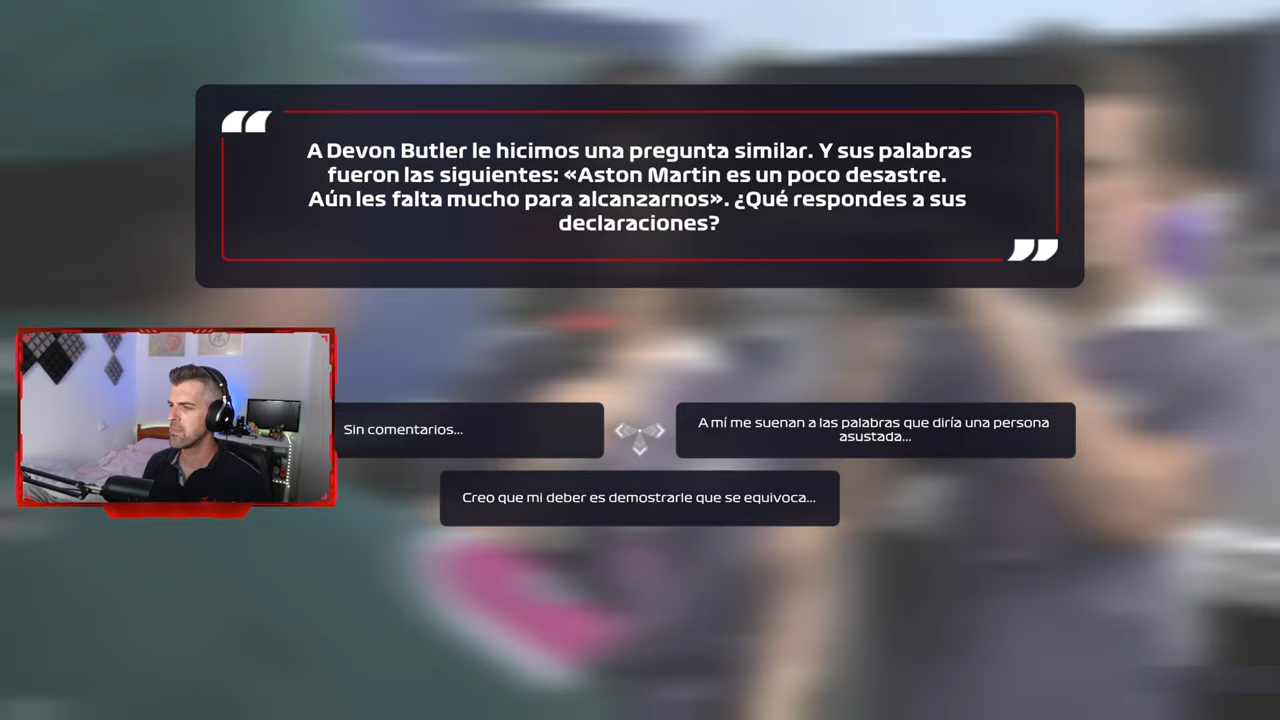 A Devon Butler le hicimos una pregunta similar. Y sus palabras
fueron las siguientes: «Aston Martin es un poco desastre.
Aún les falta mucho para alcanzarnos». ¿Qué respondes a sus
declaraciones?
Sin comentarios...
A mí me suenan a las palabras que diría una persona
asustada...
Creo que mi deber es demostrarle que se equivoca...